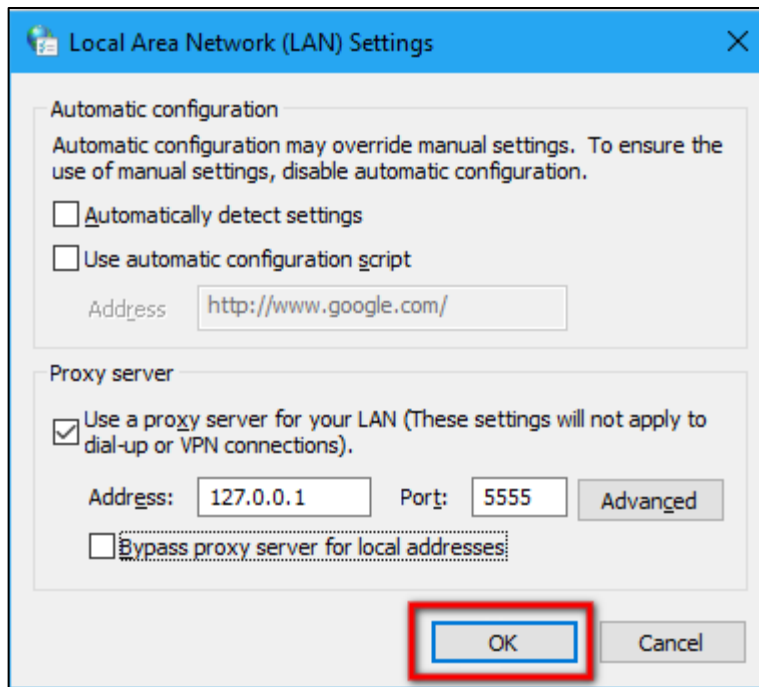 Local Area Network (LAN) Settings
Automatic configuration
Automatic configuration may override manual settings.  To ensure the
use of manual settings, disable automatic configuration.
Automatically detect settings
Use automatic configuration script
Address http://www.google.com/
Proxy server
Use a proxy server for your LAN (These settings will not apply to
dial-up or VPN connections).
Address: 127.0.0.1 Port: 5555 Advanced
Bypass proxy server for local addresses
OK Cancel